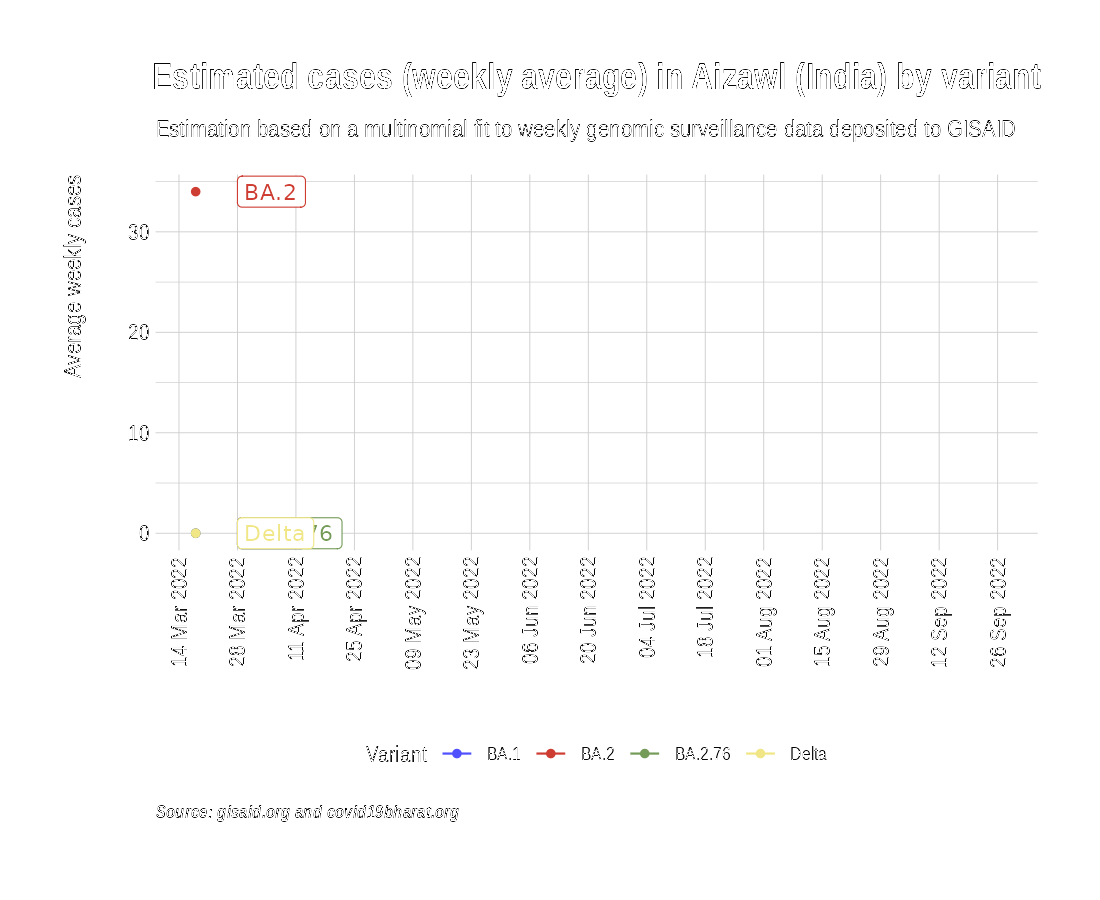 Estimated cases (weekly average) in Aizawl (India) by variant
Estimation based on a multinomial fit to weekly genomic surveillance data deposited to GISAID
Average weekly cases
BA.2
30
20
10
0
Delta
76
14 Mar 2022
28 Mar 2022
11 Apr 2022
25 Apr 2022
09 May 2022
23 May 2022
06 Jun 2022
20 Jun 2022
04 Jul 2022
18 Jul 2022
01 Aug 2022
15 Aug 2022
29 Aug 2022
12 Sep 2022
26 Sep 2022
Variant BA.1 BA.2 BA.2.76 Delta
Source: gisaid.org and covid19bharat.org